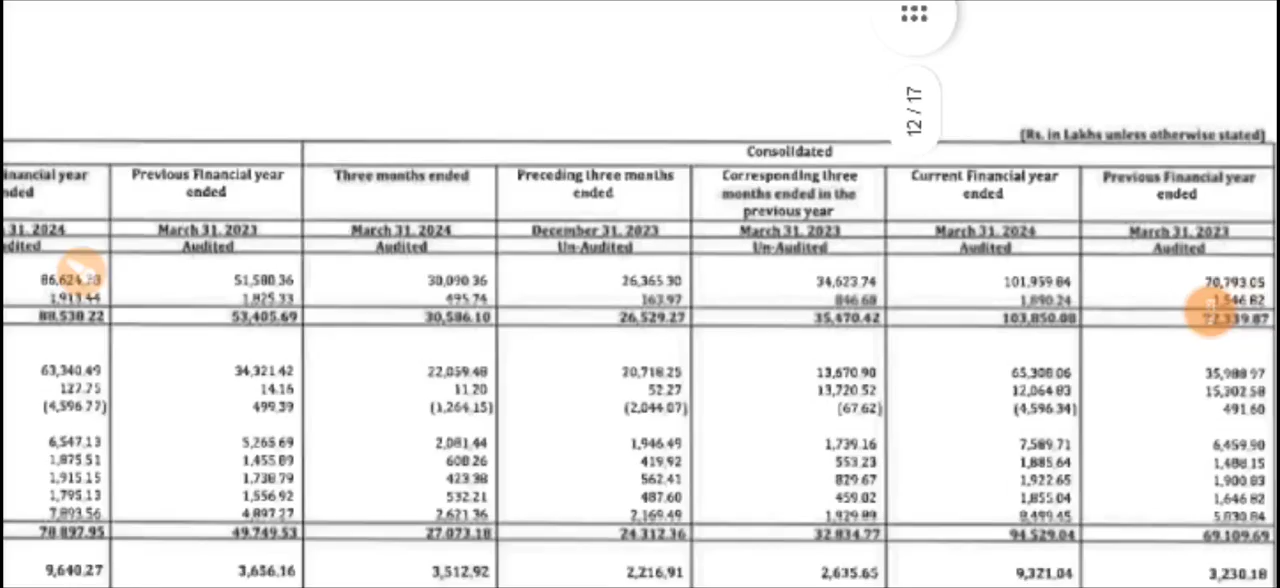 12 / 17
(Rs. in Lakhs unless otherwise stated)
Consolidated
inancial year Previous Financial year Three months ended Preceding three months Corresponding three Current Financial year Previous Financial year
nded ended ended months ended in the ended ended
previous year
31. 2024 March 31. 2023 March 31. 2024 December 31. 2023 March 31. 2023 March 31. 2024 March 31. 2023
dited Audited Audited Un-Audited Un-Audited Audited Audited
51,580.36 30,090.36 26,365.30 34,623.74 101,959.84 70,793.05
1,913.44 1,825.33 495.74 163.97 846.68 1,890.24
88,538.22 53,405.69 30,586.10 26,529.27 35,470.42 103,850.08
63,340.49 34,321.42 22,059.48 20,718.25 13,670.90 65,308.06 35,988.97
127.75 14.16 11.20 52.27 13,720.52 12,064.83 15,302.58
(4,596.77) 499.39 (1,264.15) (2,044.07) (67.62) (4,596.34) 491.60
6,547.13 5,265.69 2,081.44 1,946.49 1,739.16 7,589.71 6,459.90
1,875.51 1,455.89 608.26 419.92 553.23 1,885.64 1,488.15
1,915.15 1,738.79 423.38 562.41 829.67 1,922.65 1,900.83
1,795.13 1,556.92 532.21 487.60 459.02 1,855.04 1,646.82
7,893.56 4,897.27 2,621.36 2,169.49 1,929.89 8,499.45 5,830.84
78,897.95 49,749.53 27,073.18 24,312.36 32,834.77 94,529.04 69,109.69
9,640.27 3,656.16 3,512.92 2,216.91 2,635.65 9,321.04 3,230.18